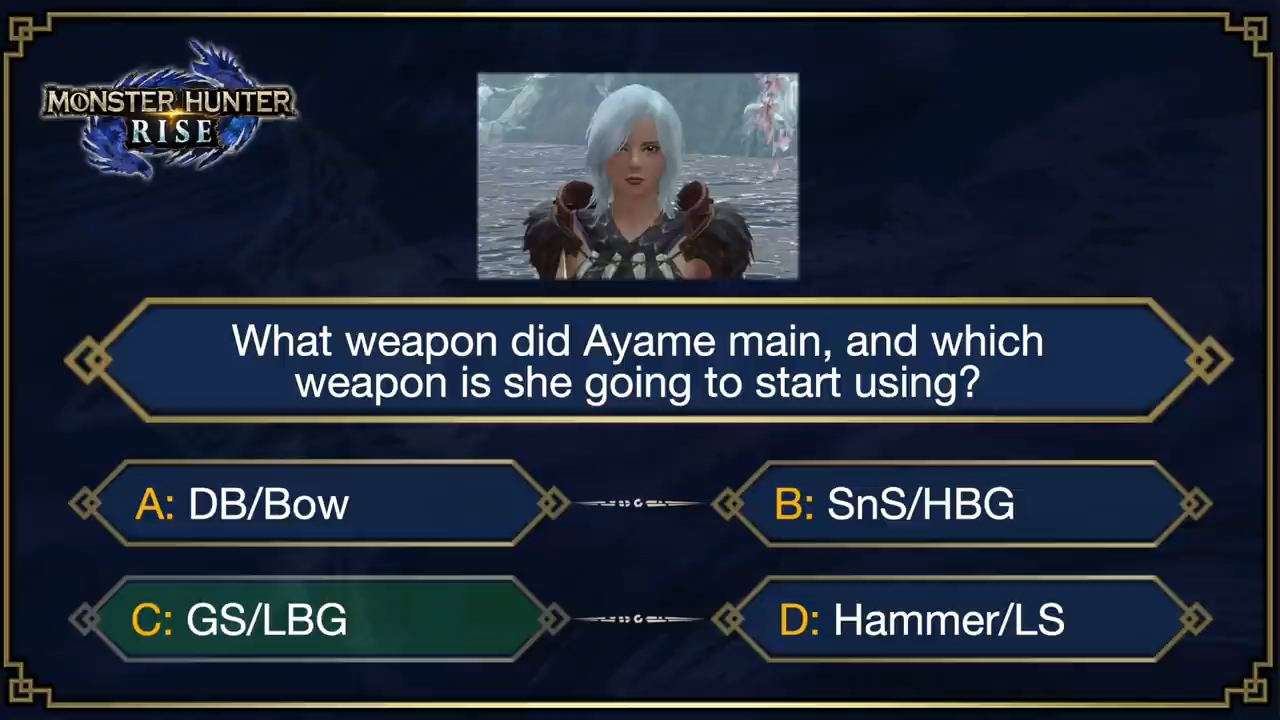 MONSTER HUNTER
RISE
What weapon did Ayame main, and which
weapon is she going to start using?
A: DB/Bow
B: SnS/HBG
C: GS/LBG
D: Hammer/LS